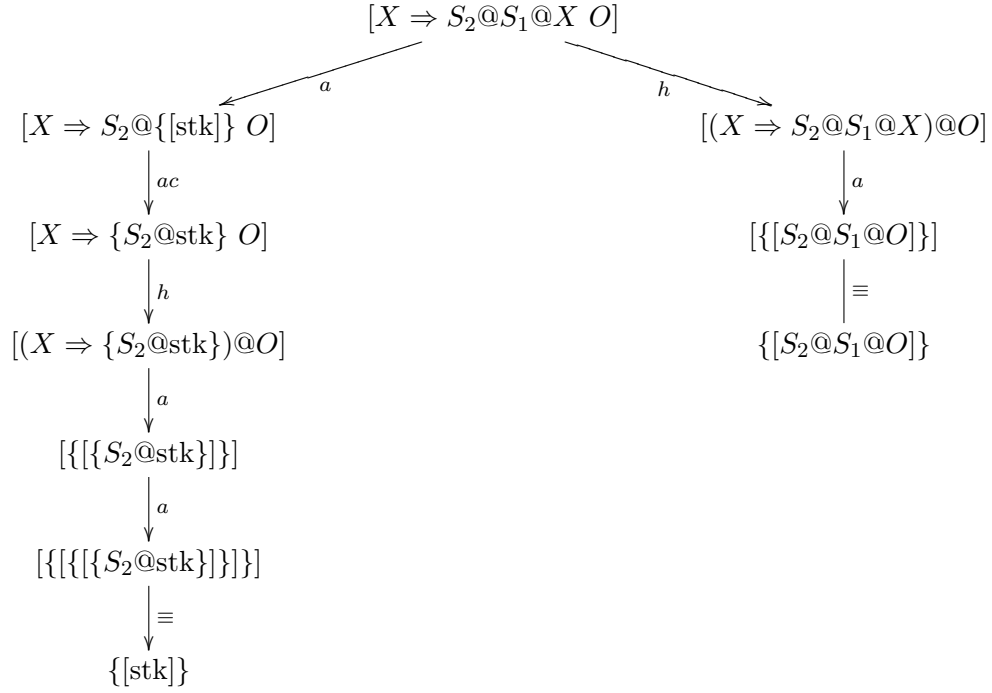 [X ⇒ S₂@S₁@X O]
a h
[X ⇒ S₂@{[stk]} O] [(X ⇒ S₂@S₁@X)@O]
ac a
[X ⇒ {S₂@stk} O] [{[S₂@S₁@O]}]
h ≡
[(X ⇒ {S₂@stk})@O] {[S₂@S₁@O]}
a
[{[{S₂@stk}]}]
a
[{[{[{S₂@stk}]}]}]
≡
{[stk]}